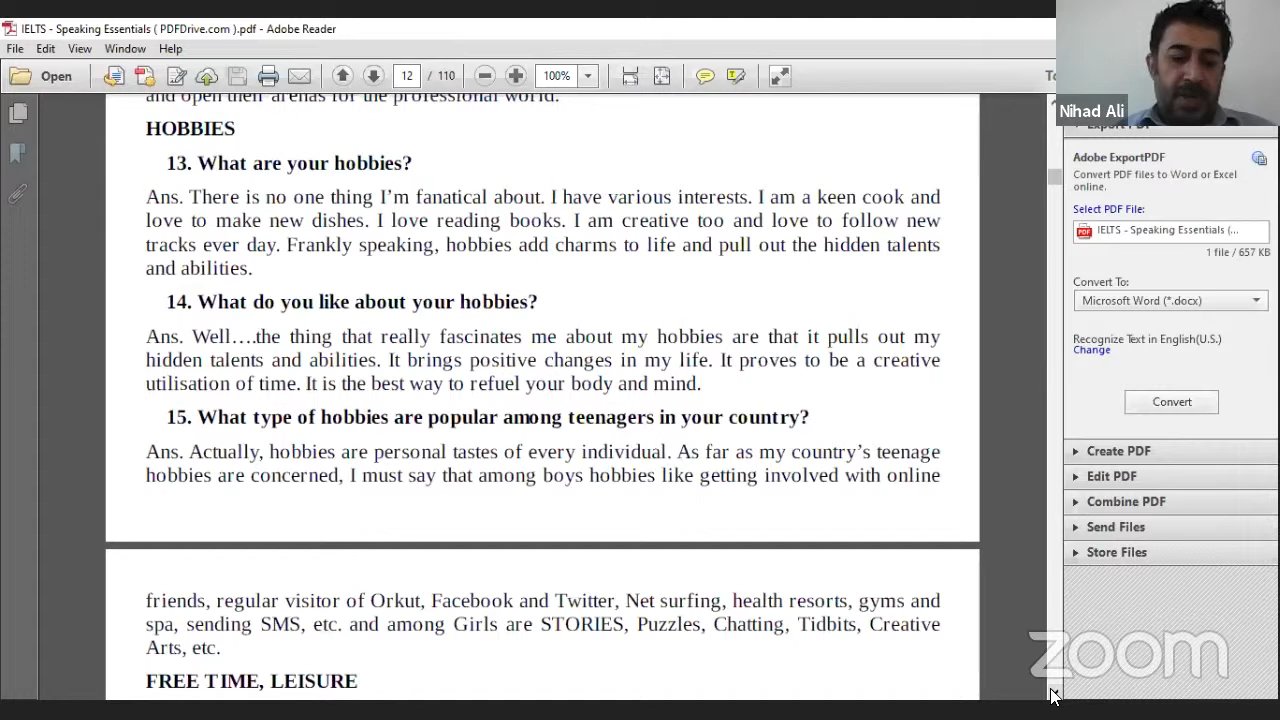 IELTS - Speaking Essentials ( PDFDrive.com ).pdf - Adobe Reader
File Edit View Window Help
Open 12 / 110 100%
and open their arenas for the professional world.
HOBBIES
13. What are your hobbies?
Ans. There is no one thing I'm fanatical about. I have various interests. I am a keen cook and
love to make new dishes. I love reading books. I am creative too and love to follow new
tracks ever day. Frankly speaking, hobbies add charms to life and pull out the hidden talents
and abilities.
14. What do you like about your hobbies?
Ans. Well….the thing that really fascinates me about my hobbies are that it pulls out my
hidden talents and abilities. It brings positive changes in my life. It proves to be a creative
utilisation of time. It is the best way to refuel your body and mind.
15. What type of hobbies are popular among teenagers in your country?
Ans. Actually, hobbies are personal tastes of every individual. As far as my country's teenage
hobbies are concerned, I must say that among boys hobbies like getting involved with online
friends, regular visitor of Orkut, Facebook and Twitter, Net surfing, health resorts, gyms and
spa, sending SMS, etc. and among Girls are STORIES, Puzzles, Chatting, Tidbits, Creative
Arts, etc.
FREE TIME, LEISURE
Nihad Ali
Export PDF
Adobe ExportPDF
Convert PDF files to Word or Excel
online.
Select PDF File:
IELTS - Speaking Essentials (...
1 file / 657 KB
Convert To:
Microsoft Word (*.docx)
Recognize Text in English(U.S.)
Change
Convert
Create PDF
Edit PDF
Combine PDF
Send Files
Store Files
zoom